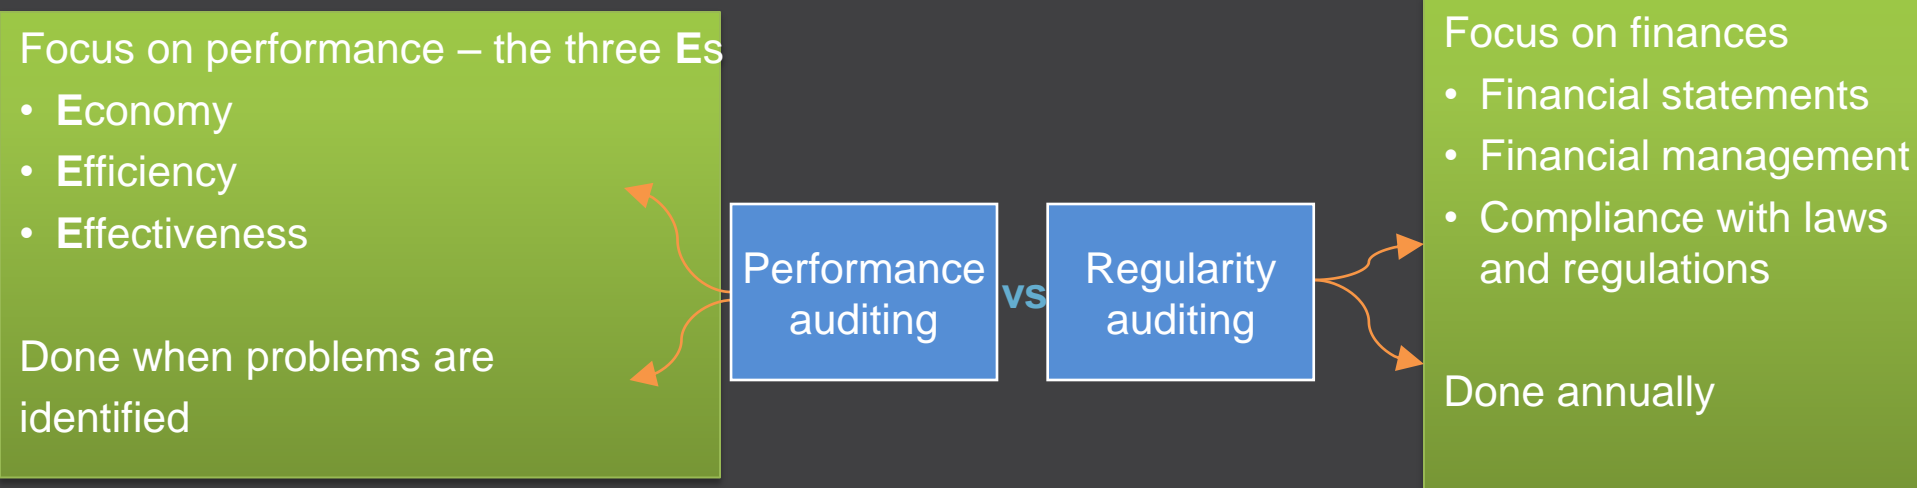 Focus on performance – the three Es
• Economy
• Efficiency
• Effectiveness
Done when problems are
identified
Performance
auditing
vs
Regularity
auditing
Focus on finances
• Financial statements
• Financial management
• Compliance with laws
and regulations
Done annually